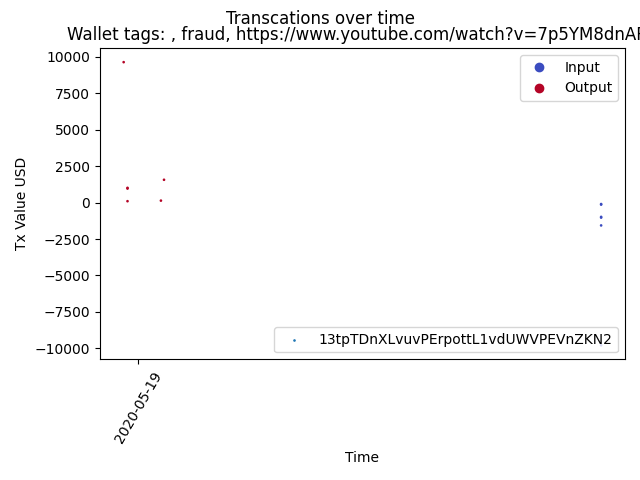 Transcations over time
Wallet tags: , fraud, https://www.youtube.com/watch?v=7p5YM8dnAF
10000
7500
5000
2500
0
−2500
−5000
−7500
−10000
Tx Value USD
Input
Output
13tpTDnXLvuvPErpottL1vdUWVPEVnZKN2
2020-05-19
Time